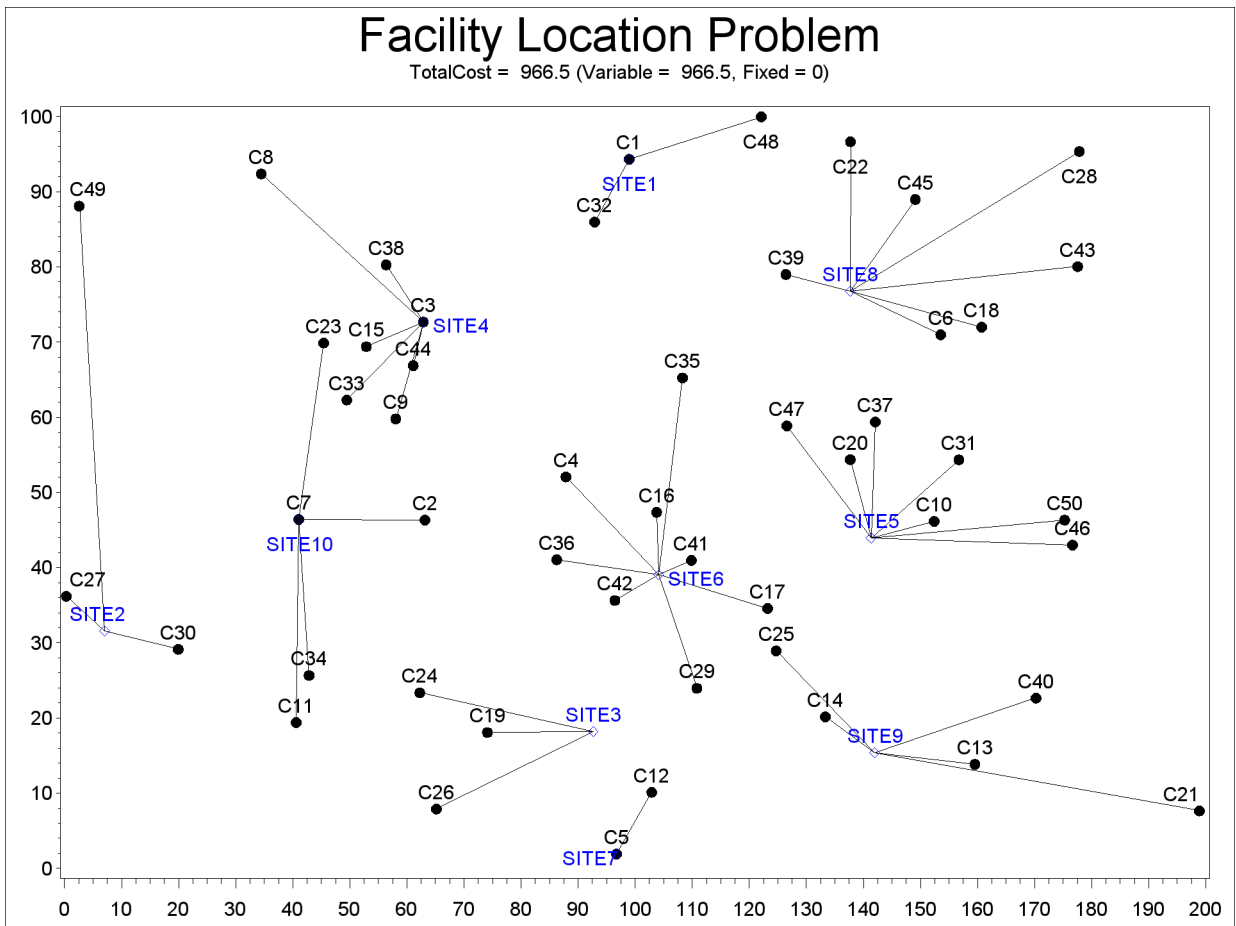 Facility Location Problem
TotalCost = 966.5 (Variable = 966.5, Fixed = 0)
100
C48
C1
C8
C22
C28
90
C49
SITE1
C45
C32
80
C38
C39
SITE8
C43
70
C3
SITE4
C23
C15
C44
C6
C18
C33
C35
60
C9
C47
C37
C20
C31
50
C4
C16
C7
C2
SITE10
SITE5
C10
C50
C46
40
C36
C41
C42
SITE6
C27
SITE2
C17
30
C30
C25
C34
C29
20
C24
C11
C19
SITE3
C14
SITE9
C40
C13
10
C26
C12
C21
C5
SITE7
0
0 10 20 30 40 50 60 70 80 90 100 110 120 130 140 150 160 170 180 190 200